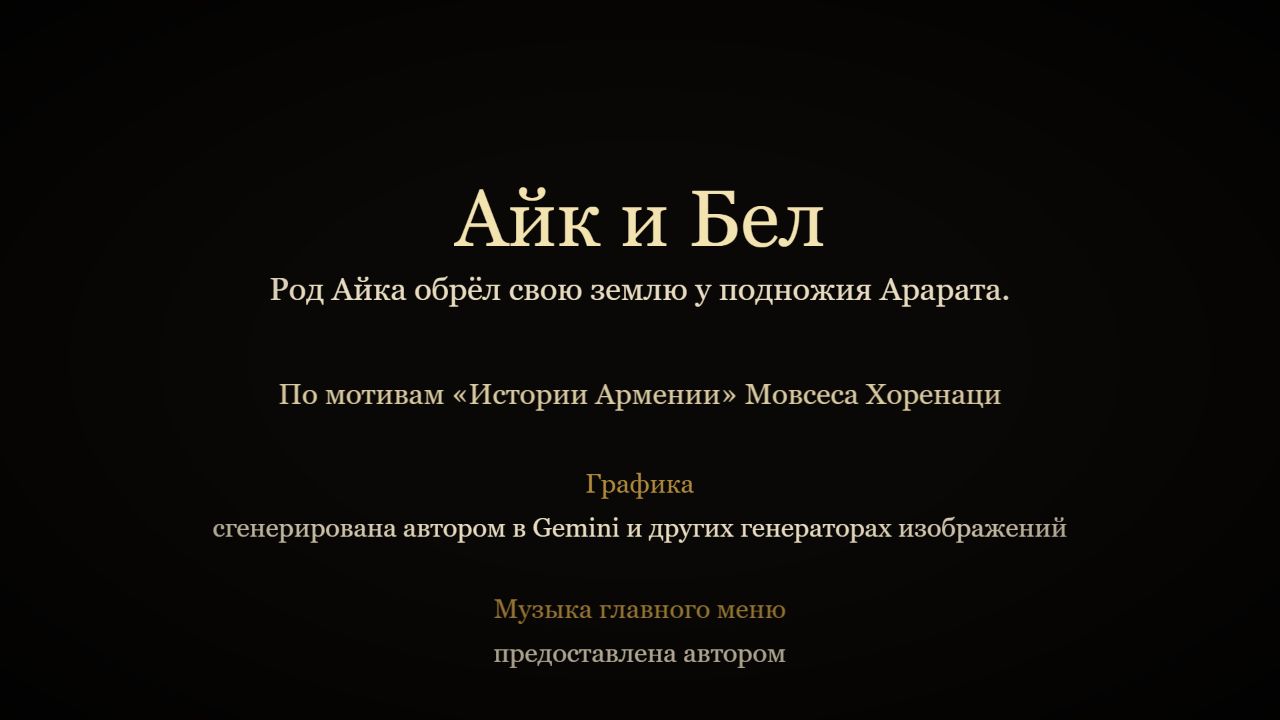 Айк и Бел
Род Айка обрёл свою землю у подножия Арарата.
По мотивам «Истории Армении» Мовсеса Хоренаци
Графика
сгенерирована автором в Gemini и других генераторах изображений
Музыка главного меню
предоставлена автором